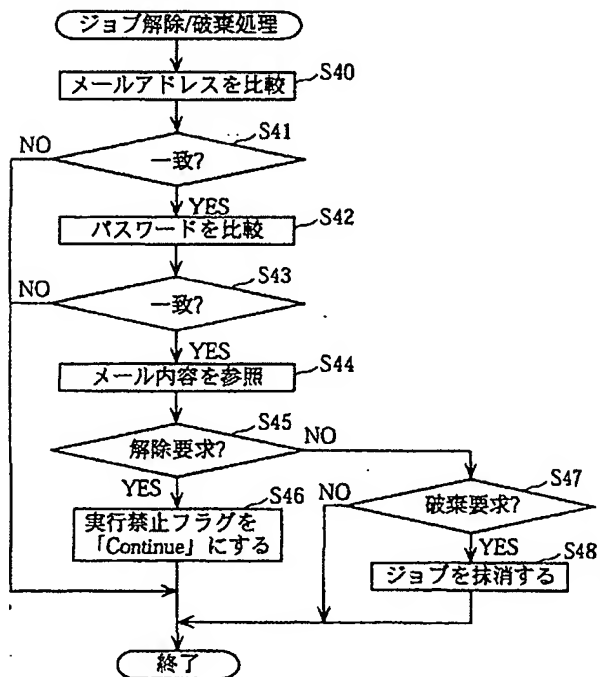 ジョブ解除/破棄処理
メールアドレスを比較
S40
S41
NO
一致?
YES
S42
パスワードを比較
S43
NO
一致?
YES
S44
メール内容を参照
S45
解除要求?
NO
YES
S46
実行禁止フラグを
「Continue」にする
S47
NO
破棄要求?
YES
S48
ジョブを抹消する
終了